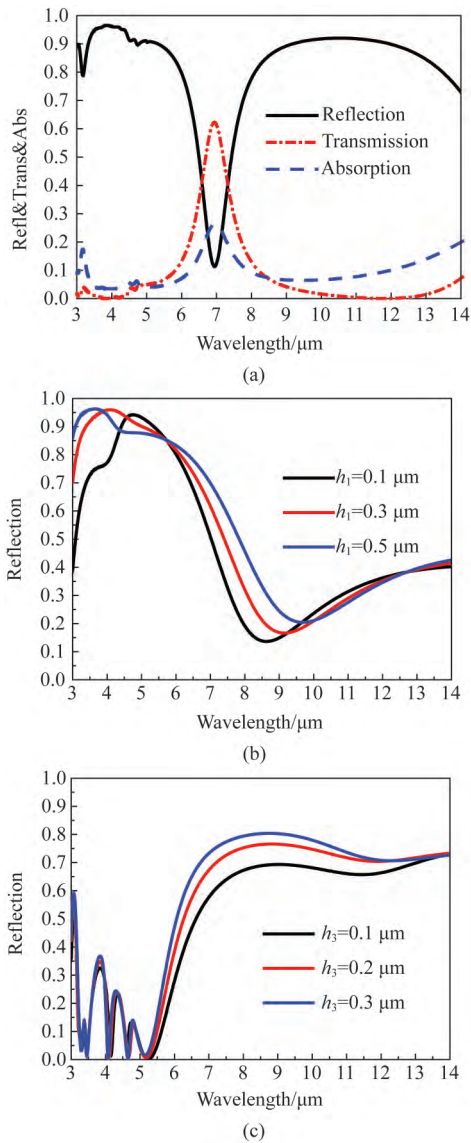 1.0
0.9
0.8
0.7
0.6
0.5
0.4
0.3
0.2
0.1
0.0
Refl&Trans&Abs
Reflection
Transmission
Absorption
3 4 5 6 7 8 9 10 11 12 13 14
Wavelength/μm
(a)
1.0
0.9
0.8
0.7
0.6
0.5
0.4
0.3
0.2
0.1
0.0
Reflection
h₁=0.1 μm
h₁=0.3 μm
h₁=0.5 μm
3 4 5 6 7 8 9 10 11 12 13 14
Wavelength/μm
(b)
1.0
0.9
0.8
0.7
0.6
0.5
0.4
0.3
0.2
0.1
0.0
Reflection
h₃=0.1 μm
h₃=0.2 μm
h₃=0.3 μm
3 4 5 6 7 8 9 10 11 12 13 14
Wavelength/μm
(c)